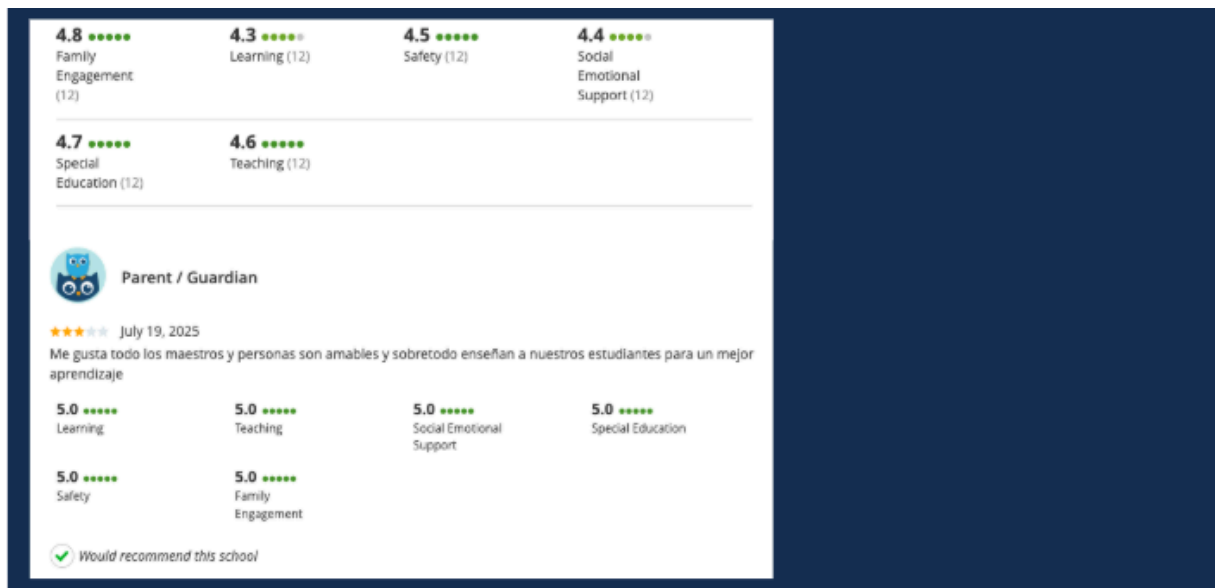 4.8 4.3 4.5 4.4
Family Learning (12) Safety (12) Social
Engagement Emotional
(12) Support (12)
4.7 4.6
Special Teaching (12)
Education (12)
Parent / Guardian
July 19, 2025
Me gusta todo los maestros y personas son amables y sobretodo enseñan a nuestros estudiantes para un mejor
aprendizaje
5.0 5.0 5.0 5.0
Learning Teaching Social Emotional Special Education
Support
5.0 5.0
Safety Family
Engagement
Would recommend this school